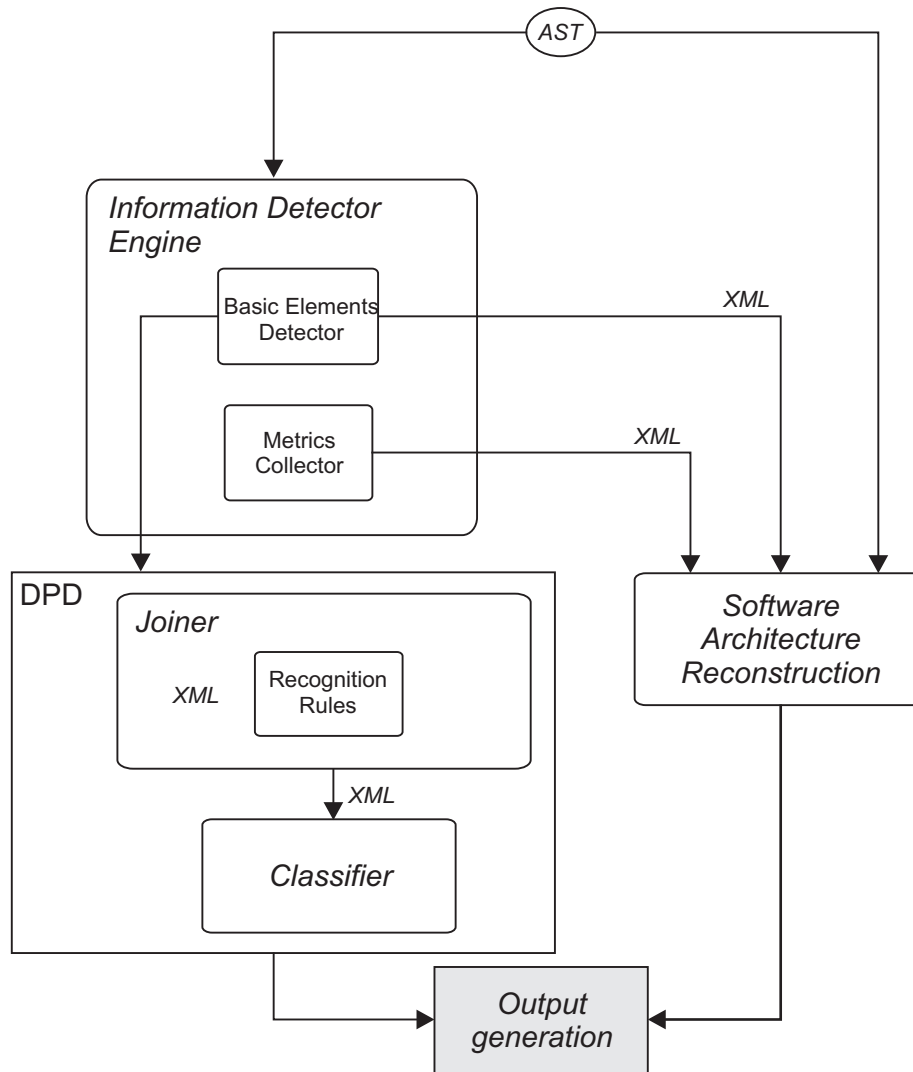 AST
Information Detector
Engine
Basic Elements
Detector
XML
Metrics
Collector
XML
DPD
Joiner
XML
Recognition
Rules
XML
Classifier
Software
Architecture
Reconstruction
Output
generation